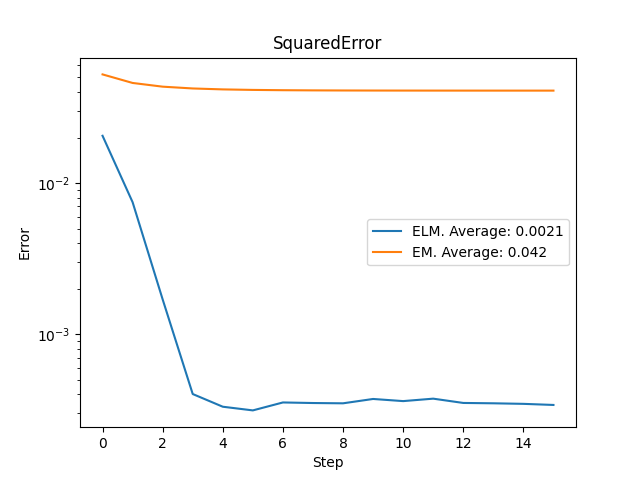 SquaredError
10⁻²
10⁻³
Error
ELM. Average: 0.0021
EM. Average: 0.042
0 2 4 6 8 10 12 14
Step